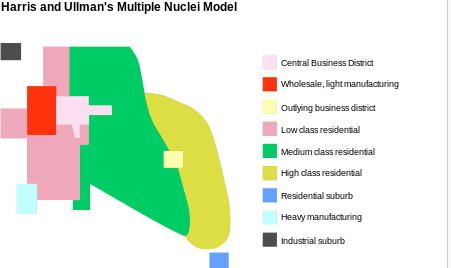 Harris and Ullman's Multiple Nuclei Model
Central Business District
Wholesale, light manufacturing
Outlying business district
Low class residential
Medium class residential
High class residential
Residential suburb
Heavy manufacturing
Industrial suburb